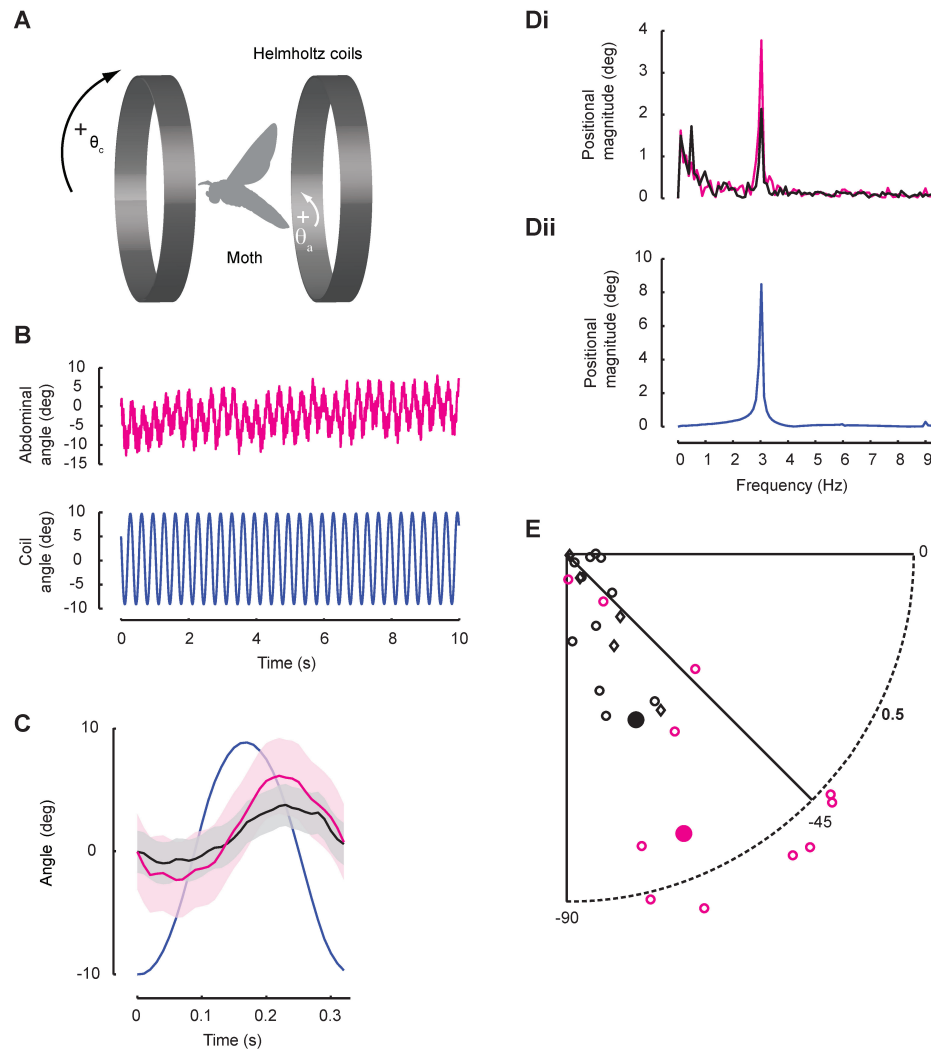 A
Helmholtz coils
+
θc
+
θa
Moth
B
10
5
0
-5
-10
-15
Abdominal
angle (deg)
10
5
0
-5
-10
Coil
angle (deg)
0 2 4 6 8 10
Time (s)
C
10
0
-10
Angle (deg)
0 0.1 0.2 0.3
Time (s)
Di
4
3
2
1
0
Positional
magnitude (deg)
Dii
10
8
6
4
2
0
Positional
magnitude (deg)
0 1 2 3 4 5 6 7 8 9
Frequency (Hz)
E
0
0.5
-45
-90